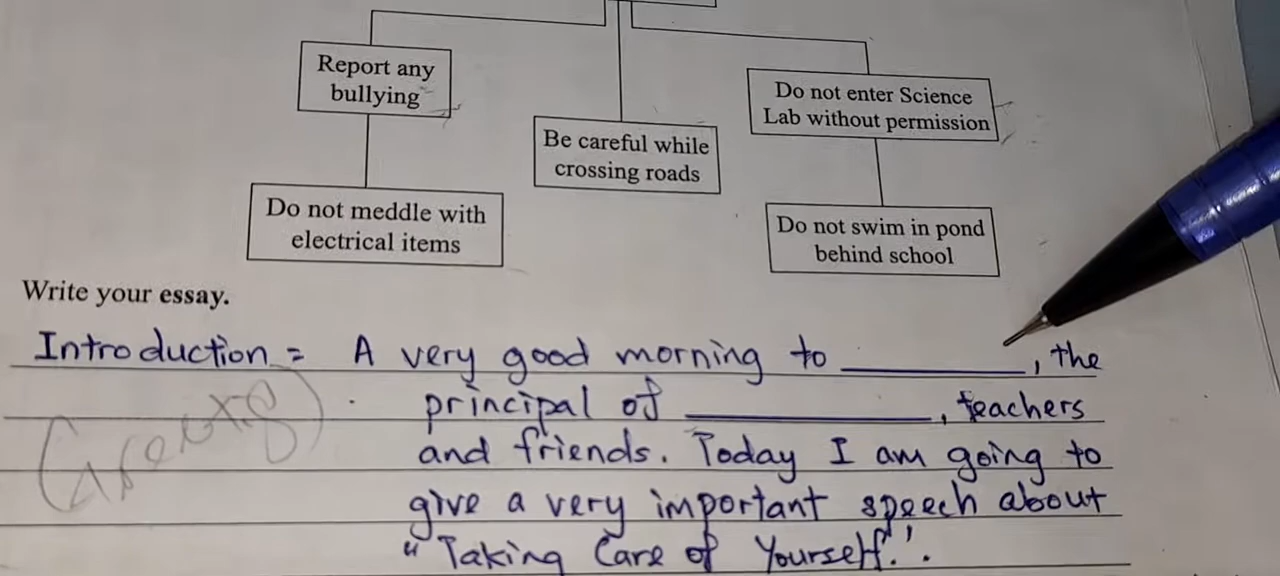 Report any
bullying
Do not enter Science
Lab without permission
Be careful while
crossing roads
Do not meddle with
electrical items
Do not swim in pond
behind school
Write your essay.
Introduction = A very good morning to ________, the
principal of ________, teachers
and friends. Today I am going to
give a very important speech about
"Taking Care of Yourself.'.